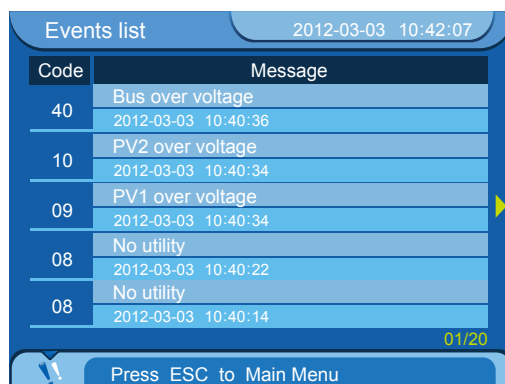 Events list 2012-03-03 10:42:07
Code Message
40 Bus over voltage
2012-03-03 10:40:36
10 PV2 over voltage
2012-03-03 10:40:34
09 PV1 over voltage
2012-03-03 10:40:34
08 No utility
2012-03-03 10:40:22
08 No utility
2012-03-03 10:40:14
01/20
Press ESC to Main Menu